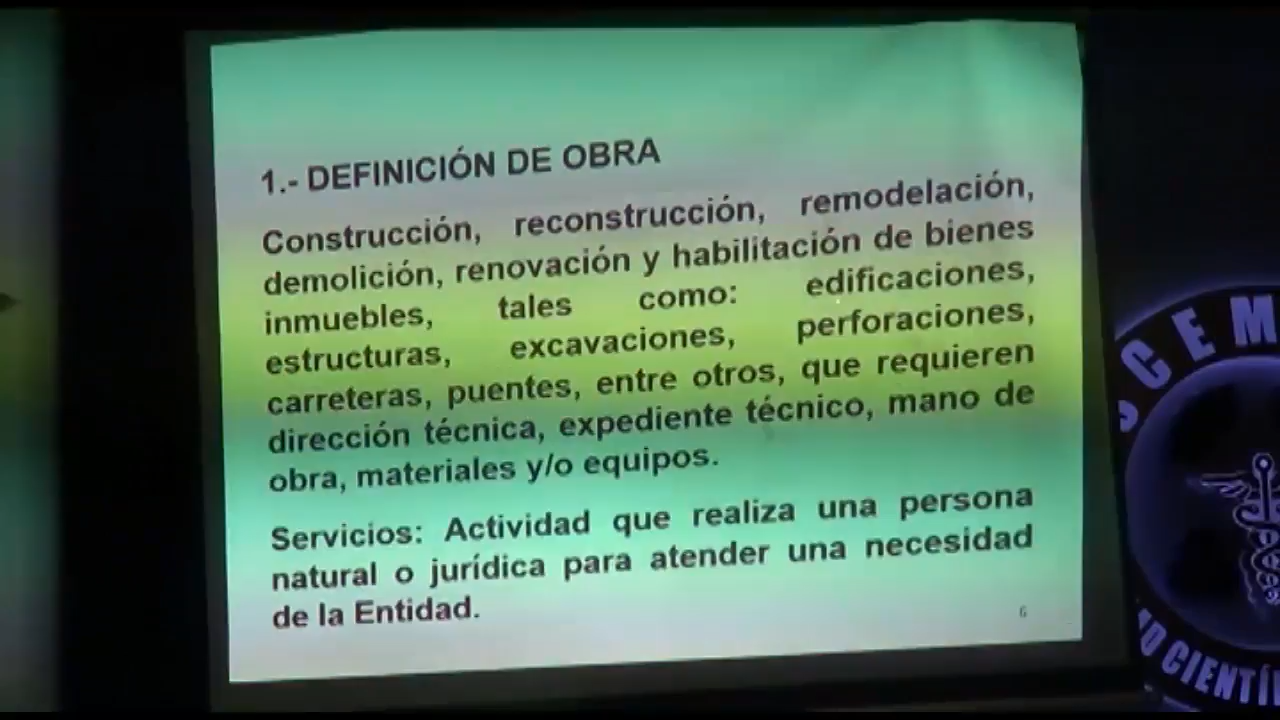 1.- DEFINICIÓN DE OBRA
Construcción, reconstrucción, remodelación,
demolición, renovación y habilitación de bienes
inmuebles, tales como: edificaciones,
estructuras, excavaciones, perforaciones,
carreteras, puentes, entre otros, que requieren
dirección técnica, expediente técnico, mano de
obra, materiales y/o equipos.
Servicios: Actividad que realiza una persona
natural o jurídica para atender una necesidad
de la Entidad.
6